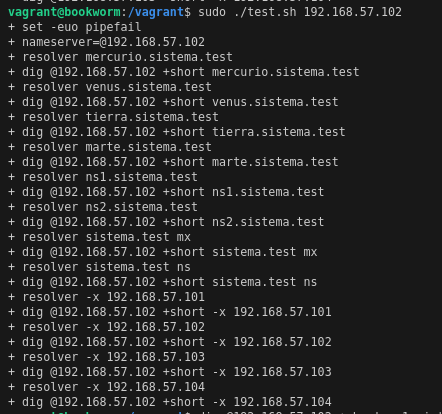 vagrant@bookworm:/vagrant$ sudo ./test.sh 192.168.57.102
+ set -euo pipefail
+ nameserver=@192.168.57.102
+ resolver mercurio.sistema.test
+ dig @192.168.57.102 +short mercurio.sistema.test
+ resolver venus.sistema.test
+ dig @192.168.57.102 +short venus.sistema.test
+ resolver tierra.sistema.test
+ dig @192.168.57.102 +short tierra.sistema.test
+ resolver marte.sistema.test
+ dig @192.168.57.102 +short marte.sistema.test
+ resolver ns1.sistema.test
+ dig @192.168.57.102 +short ns1.sistema.test
+ resolver ns2.sistema.test
+ dig @192.168.57.102 +short ns2.sistema.test
+ resolver sistema.test mx
+ dig @192.168.57.102 +short sistema.test mx
+ resolver sistema.test ns
+ dig @192.168.57.102 +short sistema.test ns
+ resolver -x 192.168.57.101
+ dig @192.168.57.102 +short -x 192.168.57.101
+ resolver -x 192.168.57.102
+ dig @192.168.57.102 +short -x 192.168.57.102
+ resolver -x 192.168.57.103
+ dig @192.168.57.102 +short -x 192.168.57.103
+ resolver -x 192.168.57.104
+ dig @192.168.57.102 +short -x 192.168.57.104